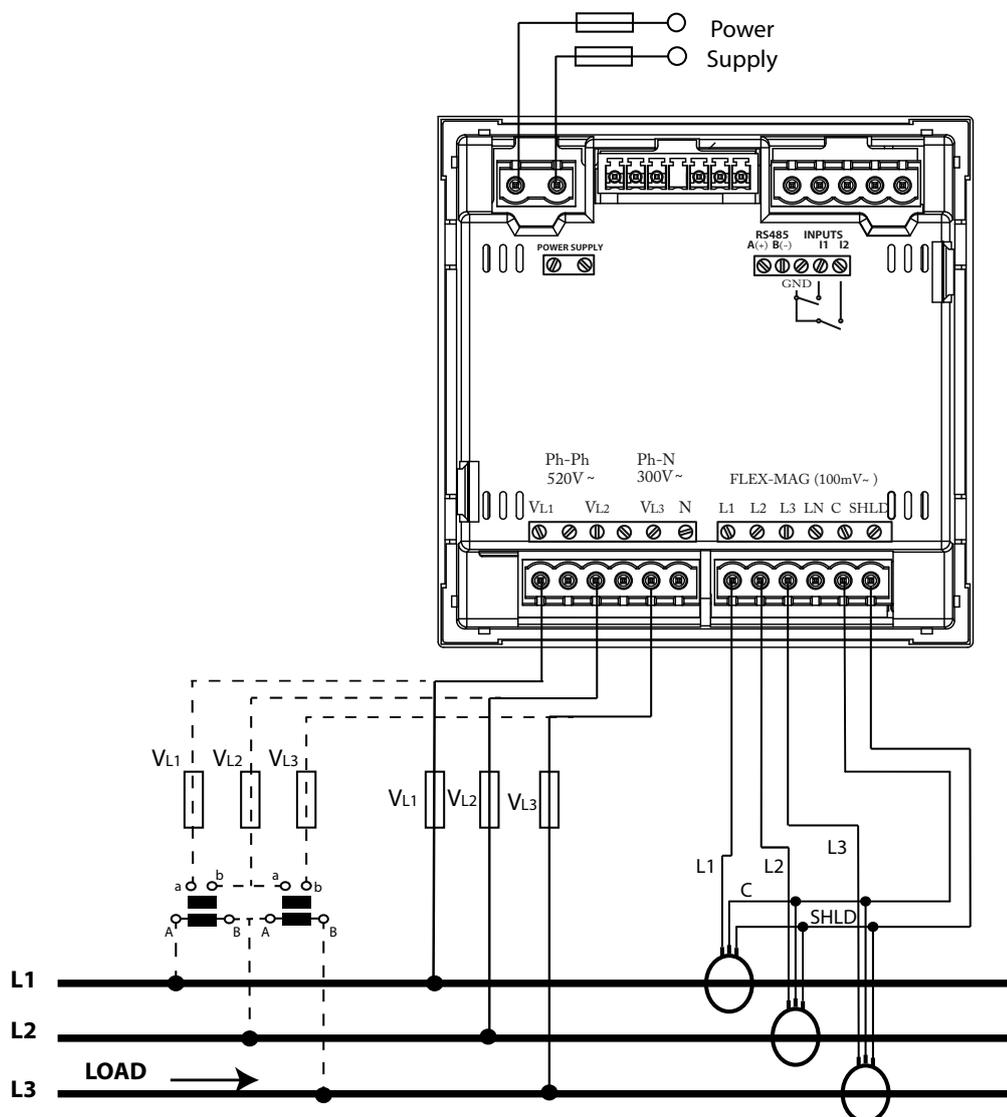 Power
Supply
RS485 INPUTS
A(+) B(-) I1 I2
POWER SUPPLY
GND
Ph-Ph
520V ~
Ph-N
300V ~
FLEX-MAG (100mV~ )
VL1 VL2 VL3 N
L1 L2 L3 LN C SHLD
VL1 VL2 VL3
VL1 VL2 VL3
L1 L2 L3
a b a b
C
SHLD
A B A B
L1
L2
LOAD
L3